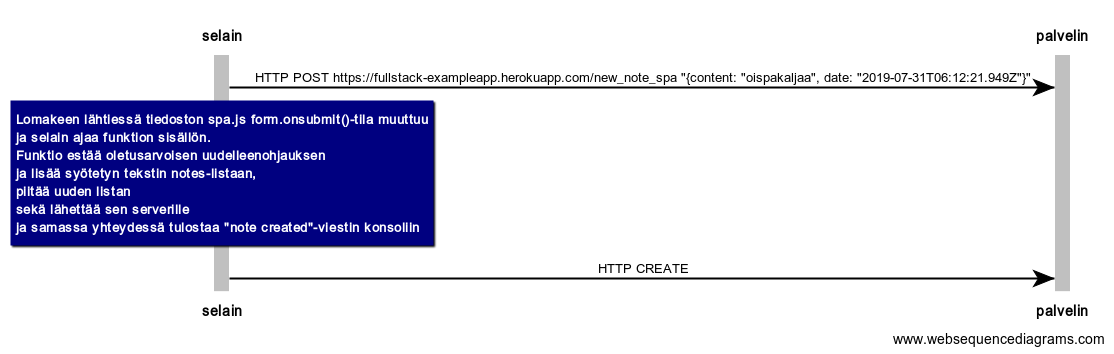 selain palvelin
HTTP POST https://fullstack-exampleapp.herokuapp.com/new_note_spa "{content: "oispakaljaa", date: "2019-07-31T06:12:21.949Z"}"
Lomakeen lähtiessä tiedoston spa.js form.onsubmit()-tila muuttuu
ja selain ajaa funktion sisällön.
Funktio estää oletusarvoisen uudelleenohjauksen
ja lisää syötetyn tekstin notes-listaan,
piitää uuden listan
sekä lähettää sen serverille
ja samassa yhteydessä tulostaa "note created"-viestin konsoliin
HTTP CREATE
selain palvelin
www.websequencediagrams.com